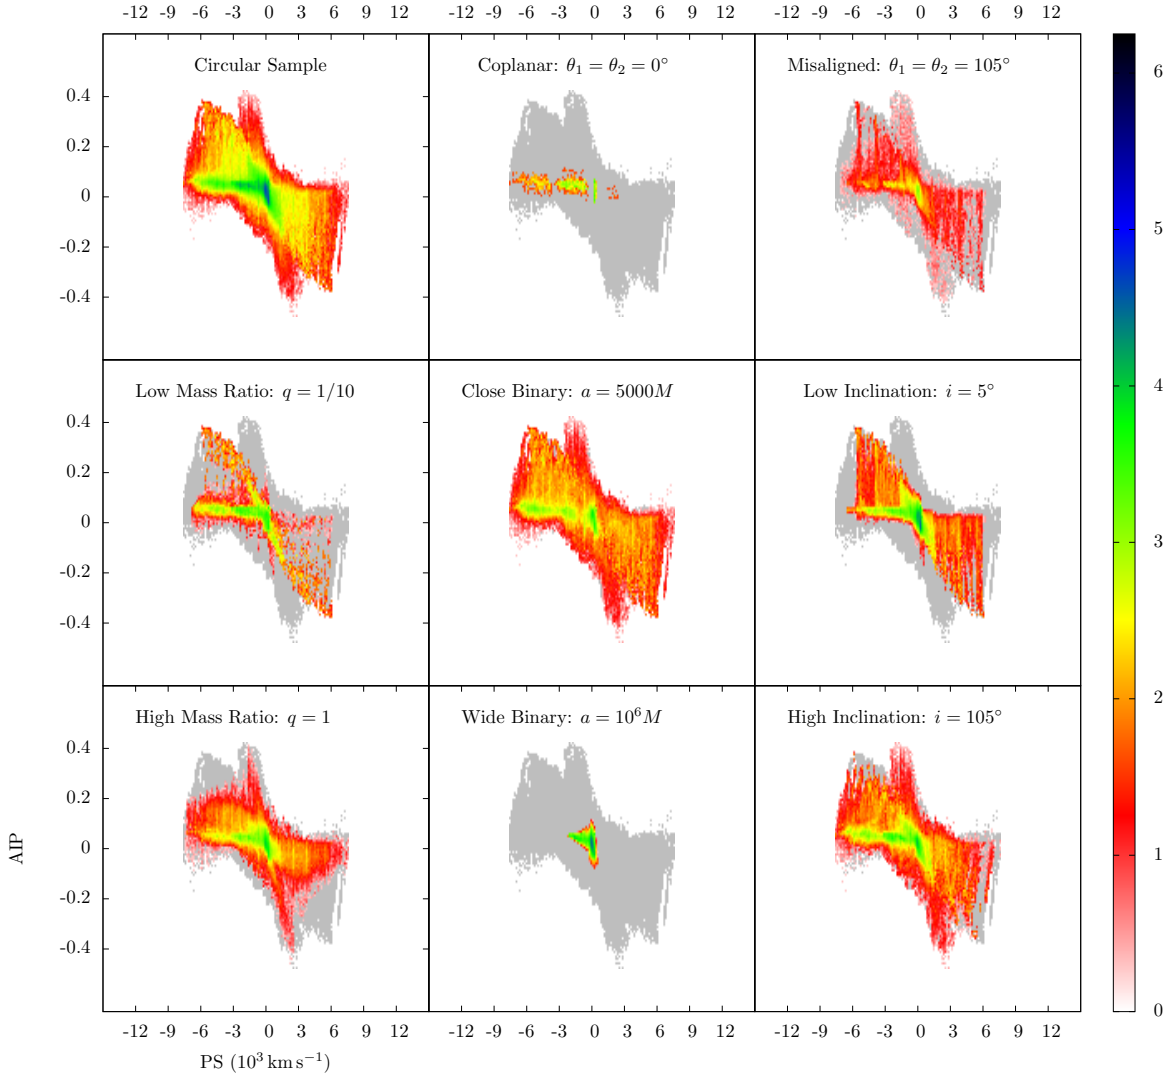 -12 -9 -6 -3 0 3 6 9 12 -12 -9 -6 -3 0 3 6 9 12 -12 -9 -6 -3 0 3 6 9 12
Circular Sample
Coplanar: θ₁ = θ₂ = 0°
Misaligned: θ₁ = θ₂ = 105°
6
0.4
0.2
0
-0.2
-0.4
5
4
Low Mass Ratio: q = 1/10
Close Binary: a = 5000M
Low Inclination: i = 5°
0.4
0.2
0
-0.2
-0.4
3
2
High Mass Ratio: q = 1
Wide Binary: a = 10⁶M
High Inclination: i = 105°
0.4
0.2
0
-0.2
-0.4
1
0
AIP
-12 -9 -6 -3 0 3 6 9 12 -12 -9 -6 -3 0 3 6 9 12 -12 -9 -6 -3 0 3 6 9 12
PS (10³ km s⁻¹)